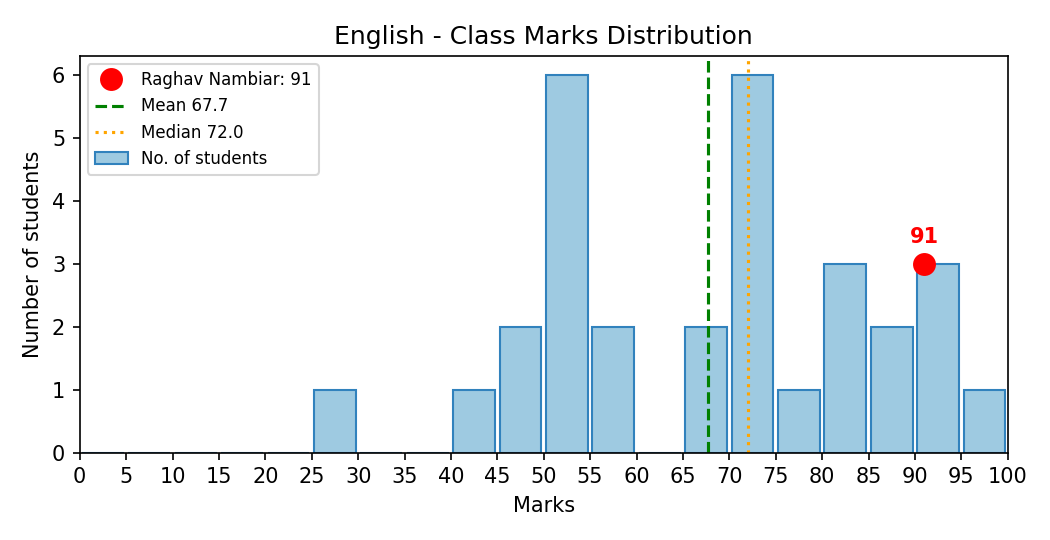 English - Class Marks Distribution
Raghav Nambiar: 91
Mean 67.7
Median 72.0
No. of students
Number of students
6
5
4
3
2
1
0
91
0 5 10 15 20 25 30 35 40 45 50 55 60 65 70 75 80 85 90 95 100
Marks